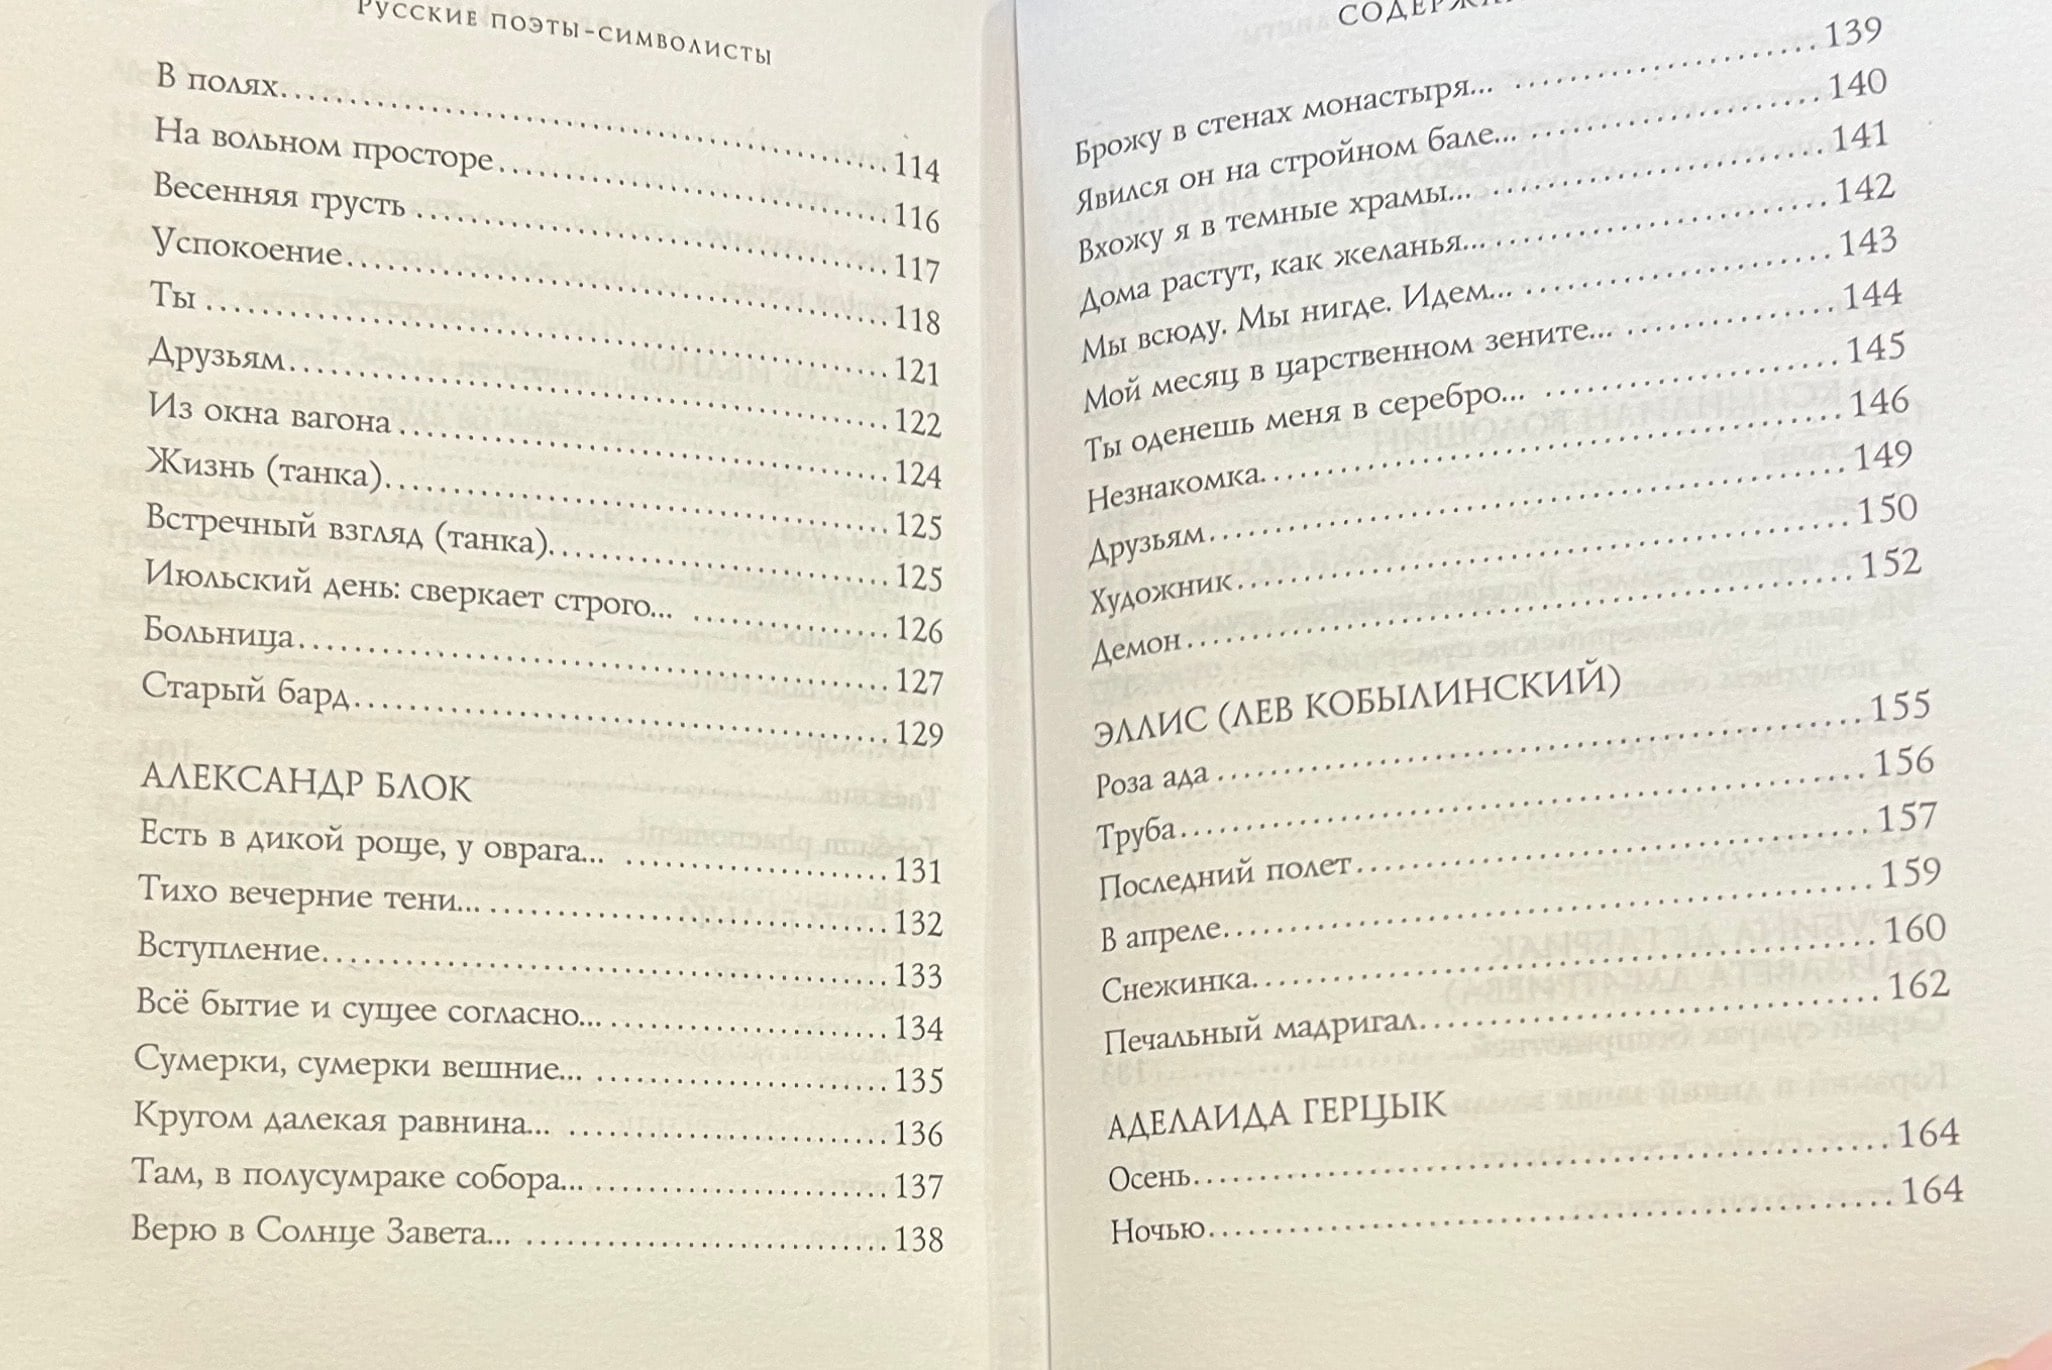 Русские поэты-символисты
В полях..... 114
На вольном просторе..... 116
Весенняя грусть..... 117
Успокоение..... 118
Ты..... 121
Друзьям..... 122
Из окна вагона..... 124
Жизнь (танка)..... 125
Встречный взгляд (танка)..... 125
Июльский день: сверкает строго... ..... 126
Больница..... 127
Старый бард..... 129
АЛЕКСАНДР БЛОК
Есть в дикой роще, у оврага... ..... 131
Тихо вечерние тени... ..... 132
Вступление..... 133
Всё бытие и сущее согласно... ..... 134
Сумерки, сумерки вешние... ..... 135
Кругом далекая равнина... ..... 136
Там, в полусумраке собора... ..... 137
Верю в Солнце Завета... ..... 138
Брожу в стенах монастыря... ..... 139
Явился он на стройном бале... ..... 140
Вхожу я в темные храмы... ..... 141
Дома растут, как желанья... ..... 142
Мы всюду. Мы нигде. Идем... ..... 143
Мой месяц в царственном зените... ..... 144
Ты оденешь меня в серебро... ..... 145
Незнакомка..... 146
Друзьям..... 149
Художник..... 150
Демон..... 152
ЭЛЛИС (ЛЕВ КОБЫЛИНСКИЙ)
Роза ада..... 155
Труба..... 156
Последний полет..... 157
В апреле..... 159
Снежинка..... 160
Печальный мадригал..... 162
АДЕЛАИДА ГЕРЦЫК
Осень..... 164
Ночью..... 164